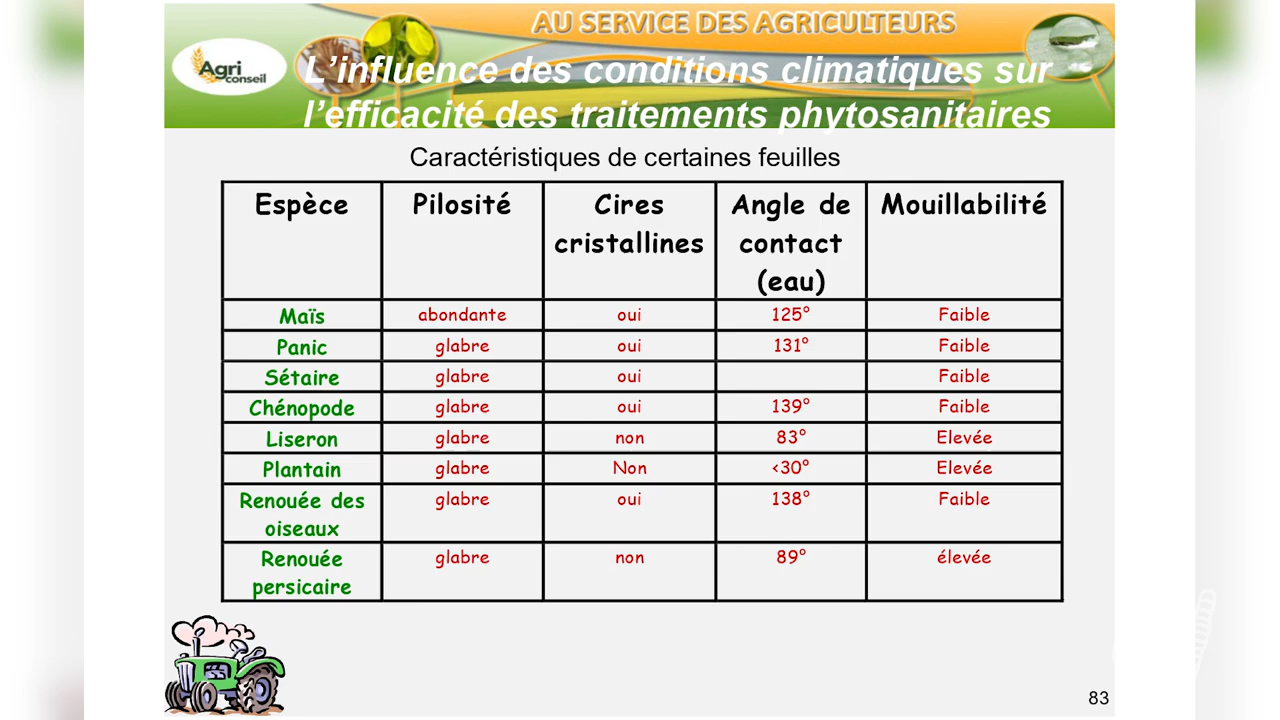 AU SERVICE DES AGRICULTEURS
Agri
conseil
L'influence des conditions climatiques sur
l'efficacité des traitements phytosanitaires
Caractéristiques de certaines feuilles
Espèce Pilosité Cires cristallines Angle de contact (eau) Mouillabilité
Maïs abondante oui 125° Faible
Panic glabre oui 131° Faible
Sétaire glabre oui Faible
Chénopode glabre oui 139° Faible
Liseron glabre non 83° Elevée
Plantain glabre Non <30° Elevée
Renouée des oiseaux glabre oui 138° Faible
Renouée persicaire glabre non 89° élevée
83